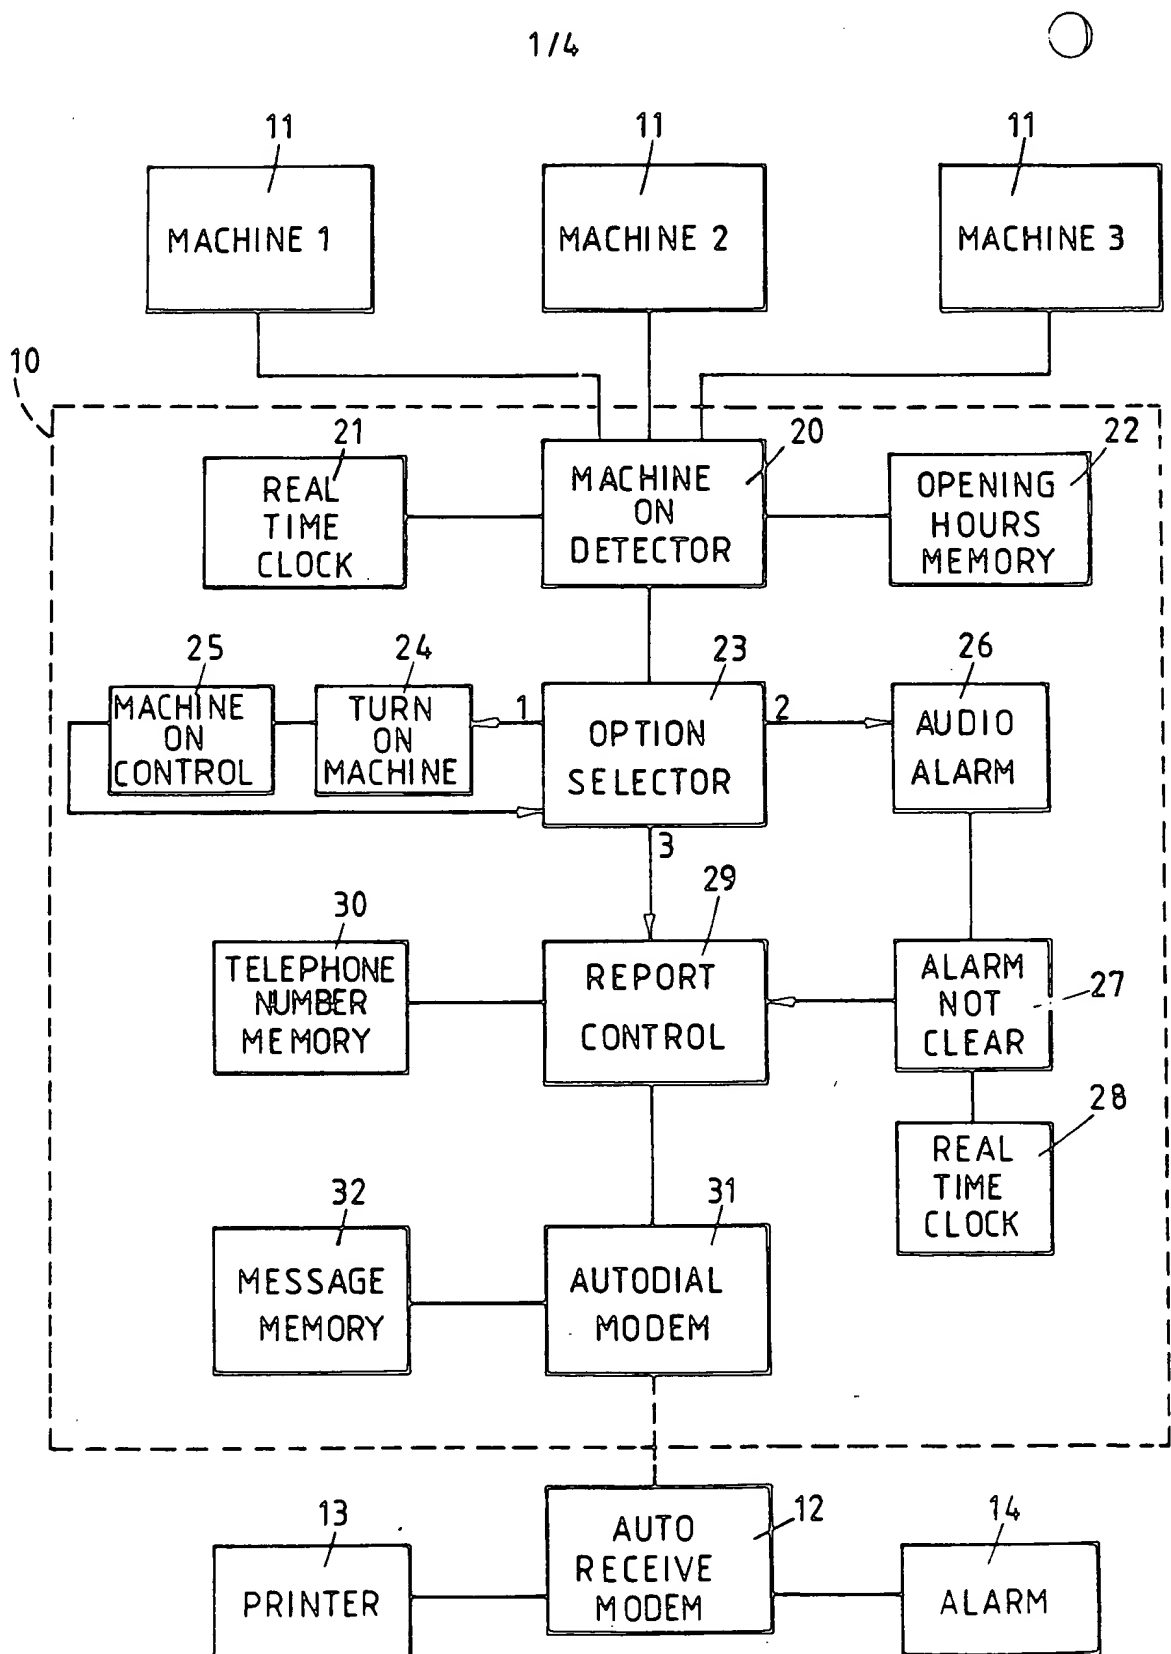 1/4
11
11
11
MACHINE 1
MACHINE 2
MACHINE 3
10
21
20
22
REAL
TIME
CLOCK
MACHINE
ON
DETECTOR
OPENING
HOURS
MEMORY
25
24
23
26
MACHINE
ON
CONTROL
TURN
ON
MACHINE
1
OPTION
SELECTOR
2
AUDIO
ALARM
3
30
29
27
TELEPHONE
NUMBER
MEMORY
REPORT
CONTROL
ALARM
NOT
CLEAR
28
REAL
TIME
CLOCK
32
31
MESSAGE
MEMORY
AUTODIAL
MODEM
13
12
14
PRINTER
AUTO
RECEIVE
MODEM
ALARM